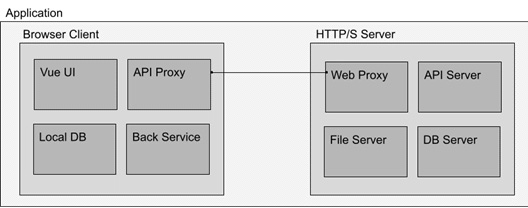 Application
Browser Client
HTTP/S Server
Vue UI
API Proxy
Web Proxy
API Server
Local DB
Back Service
File Server
DB Server